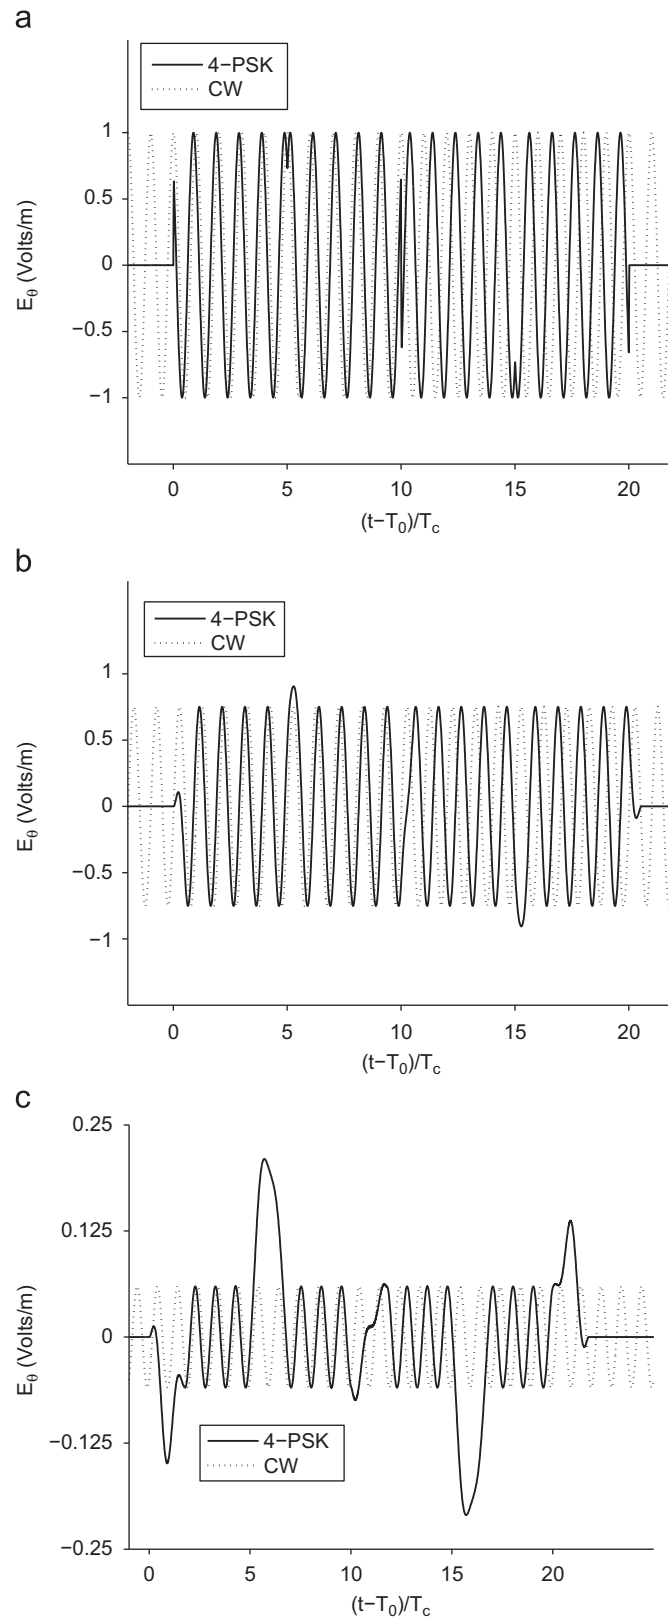 a
4−PSK
CW
1
0.5
0
−0.5
−1
E_θ (Volts/m)
0 5 10 15 20
(t−T_0)/T_c
b
4−PSK
CW
1
0.5
0
−0.5
−1
E_θ (Volts/m)
0 5 10 15 20
(t−T_0)/T_c
c
0.25
0.125
0
−0.125
−0.25
E_θ (Volts/m)
4−PSK
CW
0 5 10 15 20
(t−T_0)/T_c